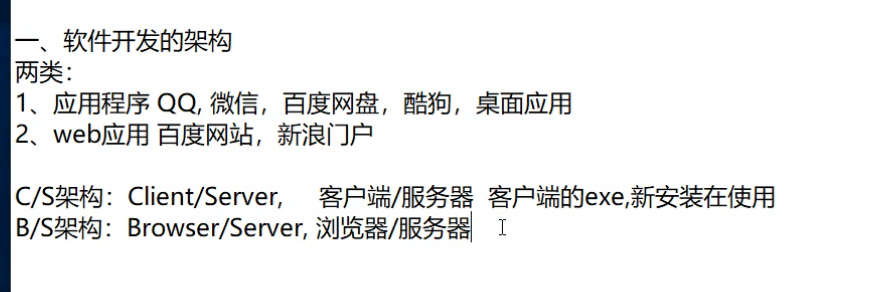 一、软件开发的架构
两类：
1、应用程序 QQ, 微信，百度网盘，酷狗，桌面应用
2、web应用 百度网站，新浪门户
C/S架构：Client/Server, 客户端/服务器 客户端的exe,新安装在使用
B/S架构：Browser/Server, 浏览器/服务器